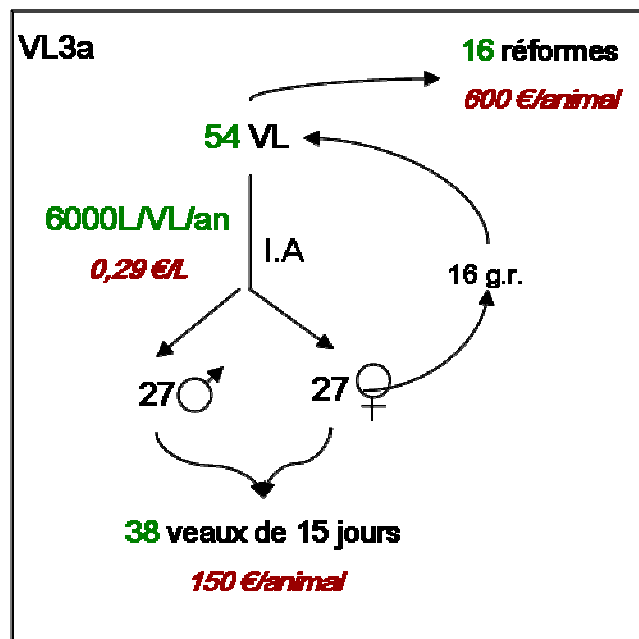 VL3a
16 réformes
600 €/animal
54 VL
6000L/VL/an
0,29 €/L
I.A
16 g.r.
27
27
38 veaux de 15 jours
150 €/animal